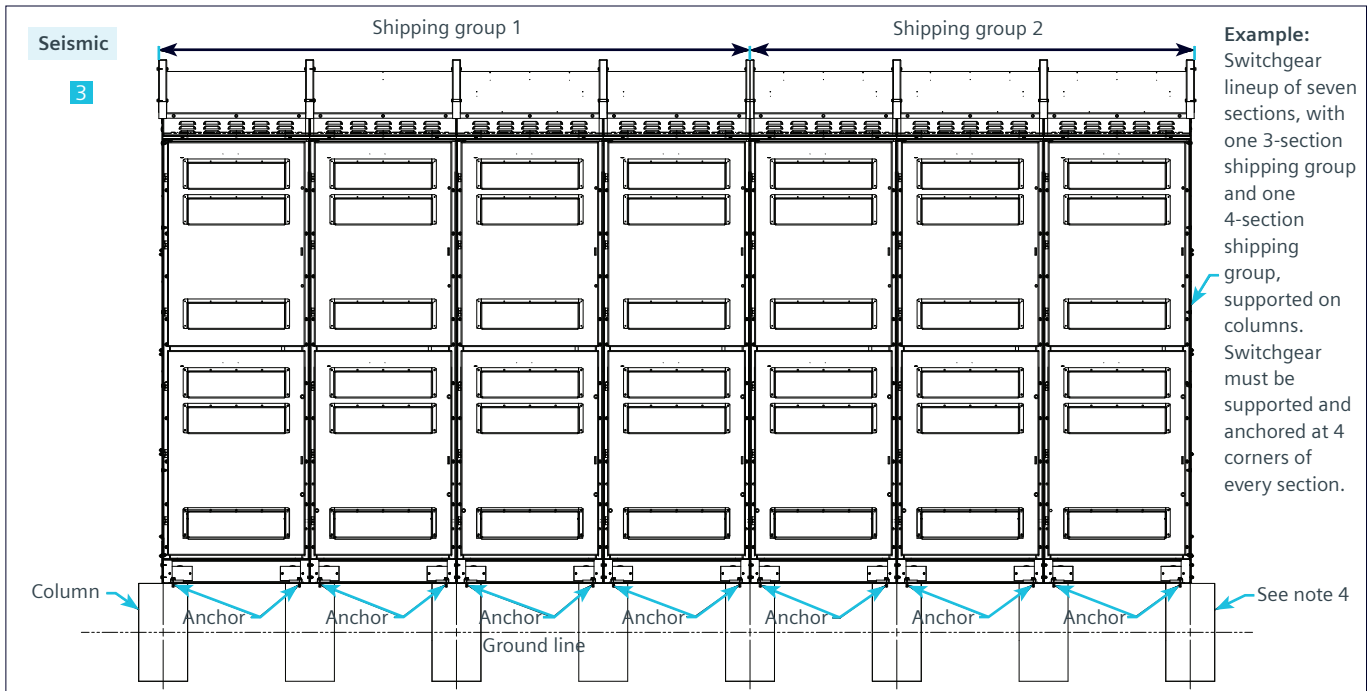 Seismic
3
Shipping group 1
Shipping group 2
Example:
Switchgear
lineup of seven
sections, with
one 3-section
shipping group
and one
4-section
shipping
group,
supported on
columns.
Switchgear
must be
supported and
anchored at 4
corners of
every section.
Column
Anchor
Anchor
Anchor
Anchor
Anchor
Anchor
Anchor
See note 4
Ground line